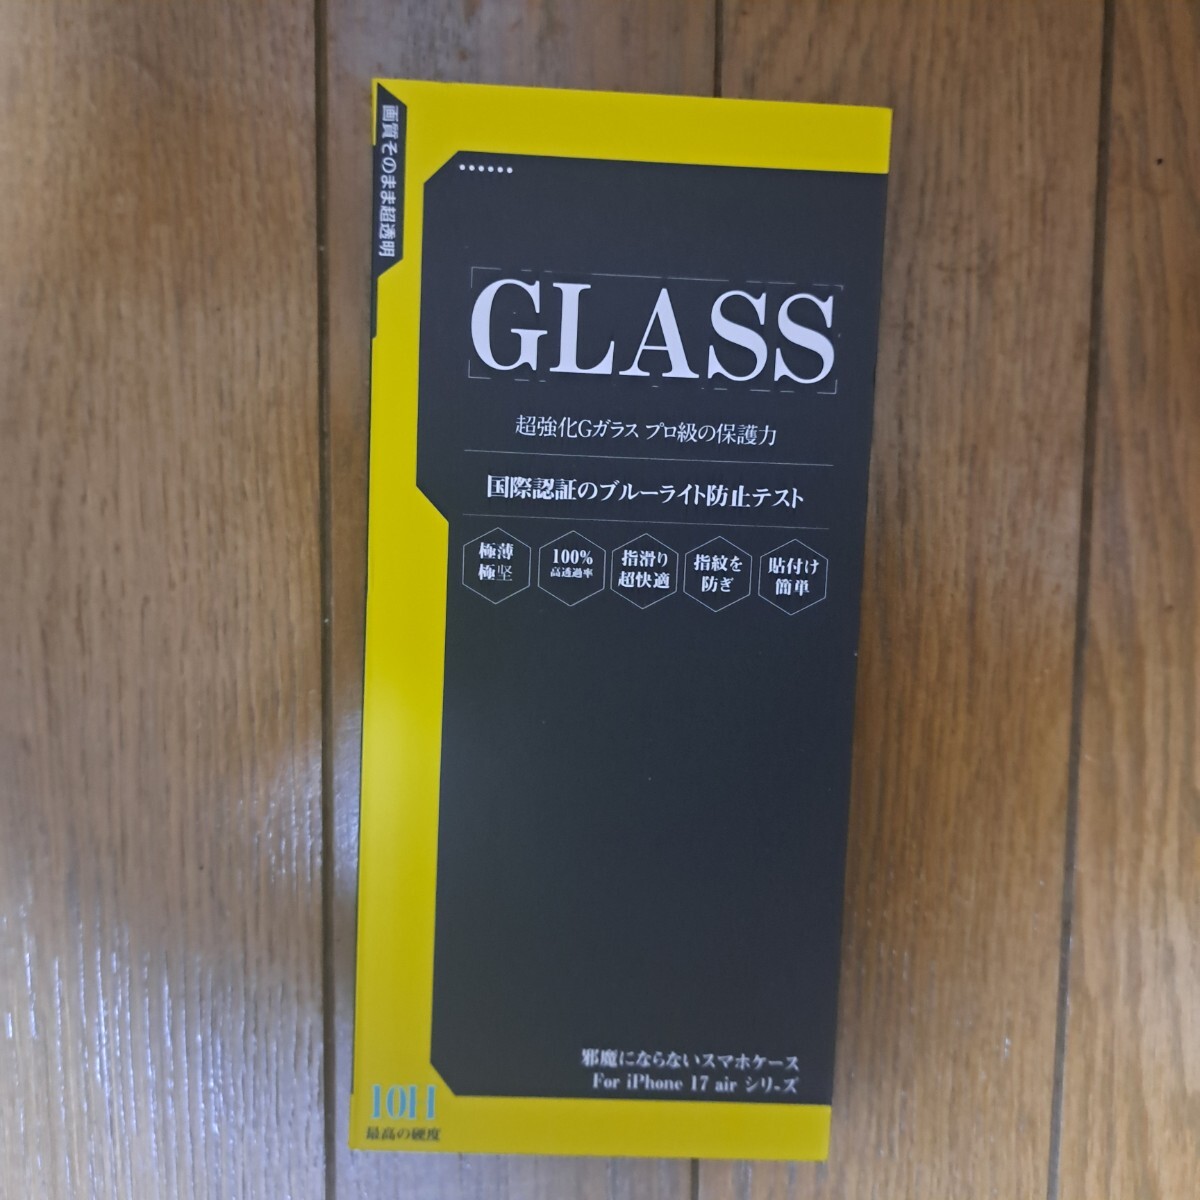 画質そのまま超透明
GLASS
超強化Gガラス プロ級の保護力
国際認証のブルーライト防止テスト
極薄
極坚
100%
高透過率
指滑り
超快適
指紋を
防ぎ
貼付け
簡単
邪魔にならないスマホケース
For iPhone 17 air シリーズ
10H
最高の硬度